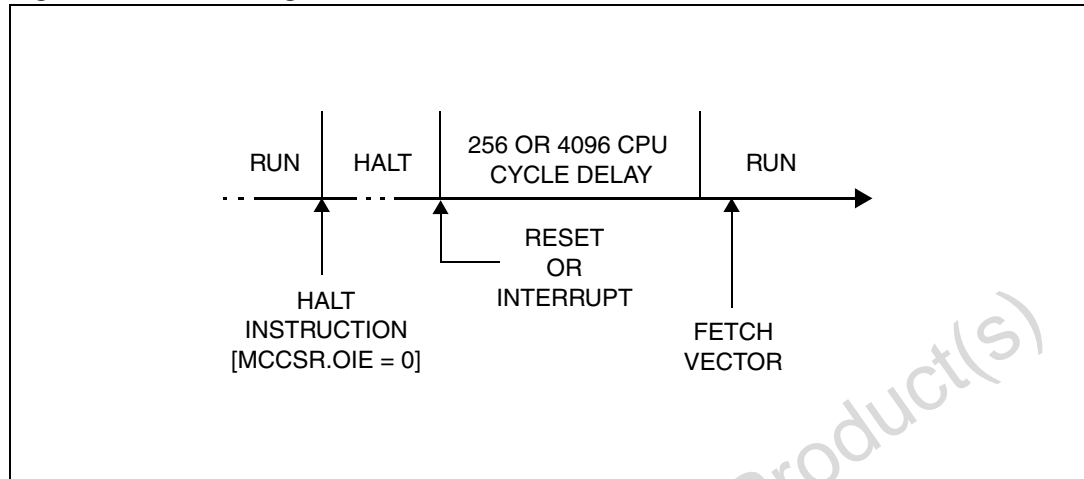 RUN
HALT
256 OR 4096 CPU
CYCLE DELAY
RUN
RESET
OR
INTERRUPT
HALT
INSTRUCTION
[MCCSR.OIE = 0]
FETCH
VECTOR
Product(s)